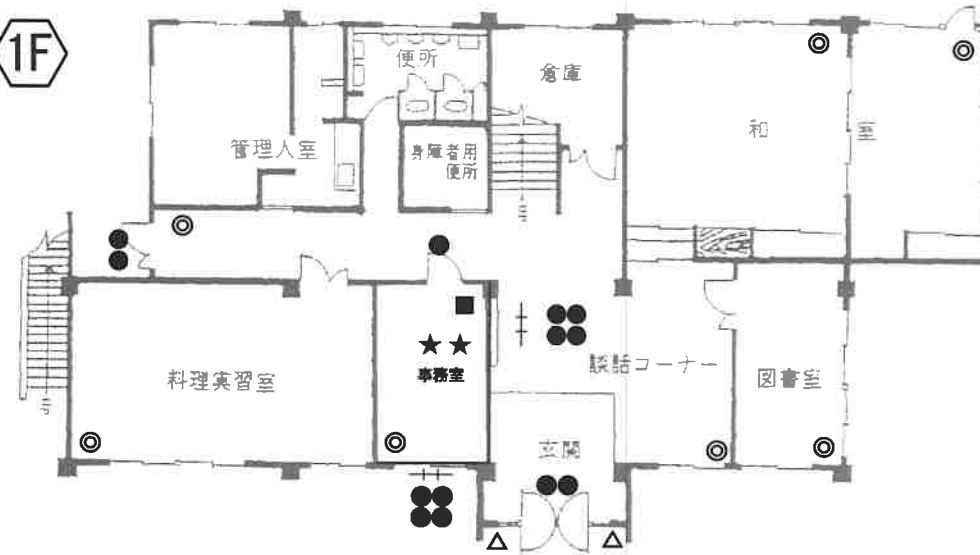 1F
便所
倉庫
和 室
管理人室
身障者用
便所
事務室
談話コーナー
料理実習室
図書室
玄関